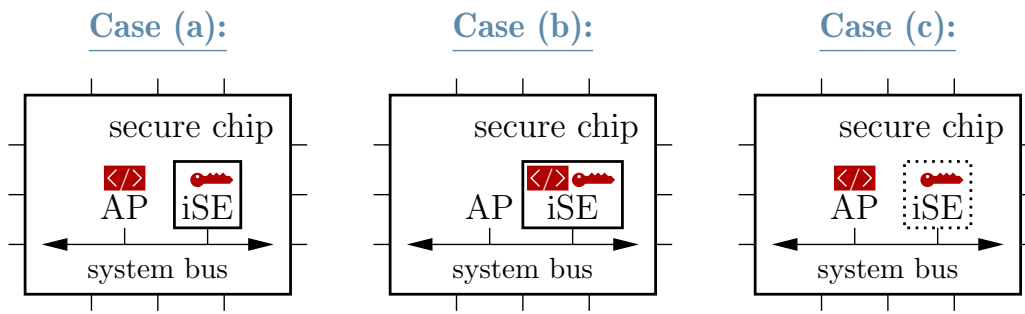 Case (a):
secure chip
</>
AP
iSE
system bus
Case (b):
secure chip
</>
AP
iSE
system bus
Case (c):
secure chip
</>
AP
iSE
system bus